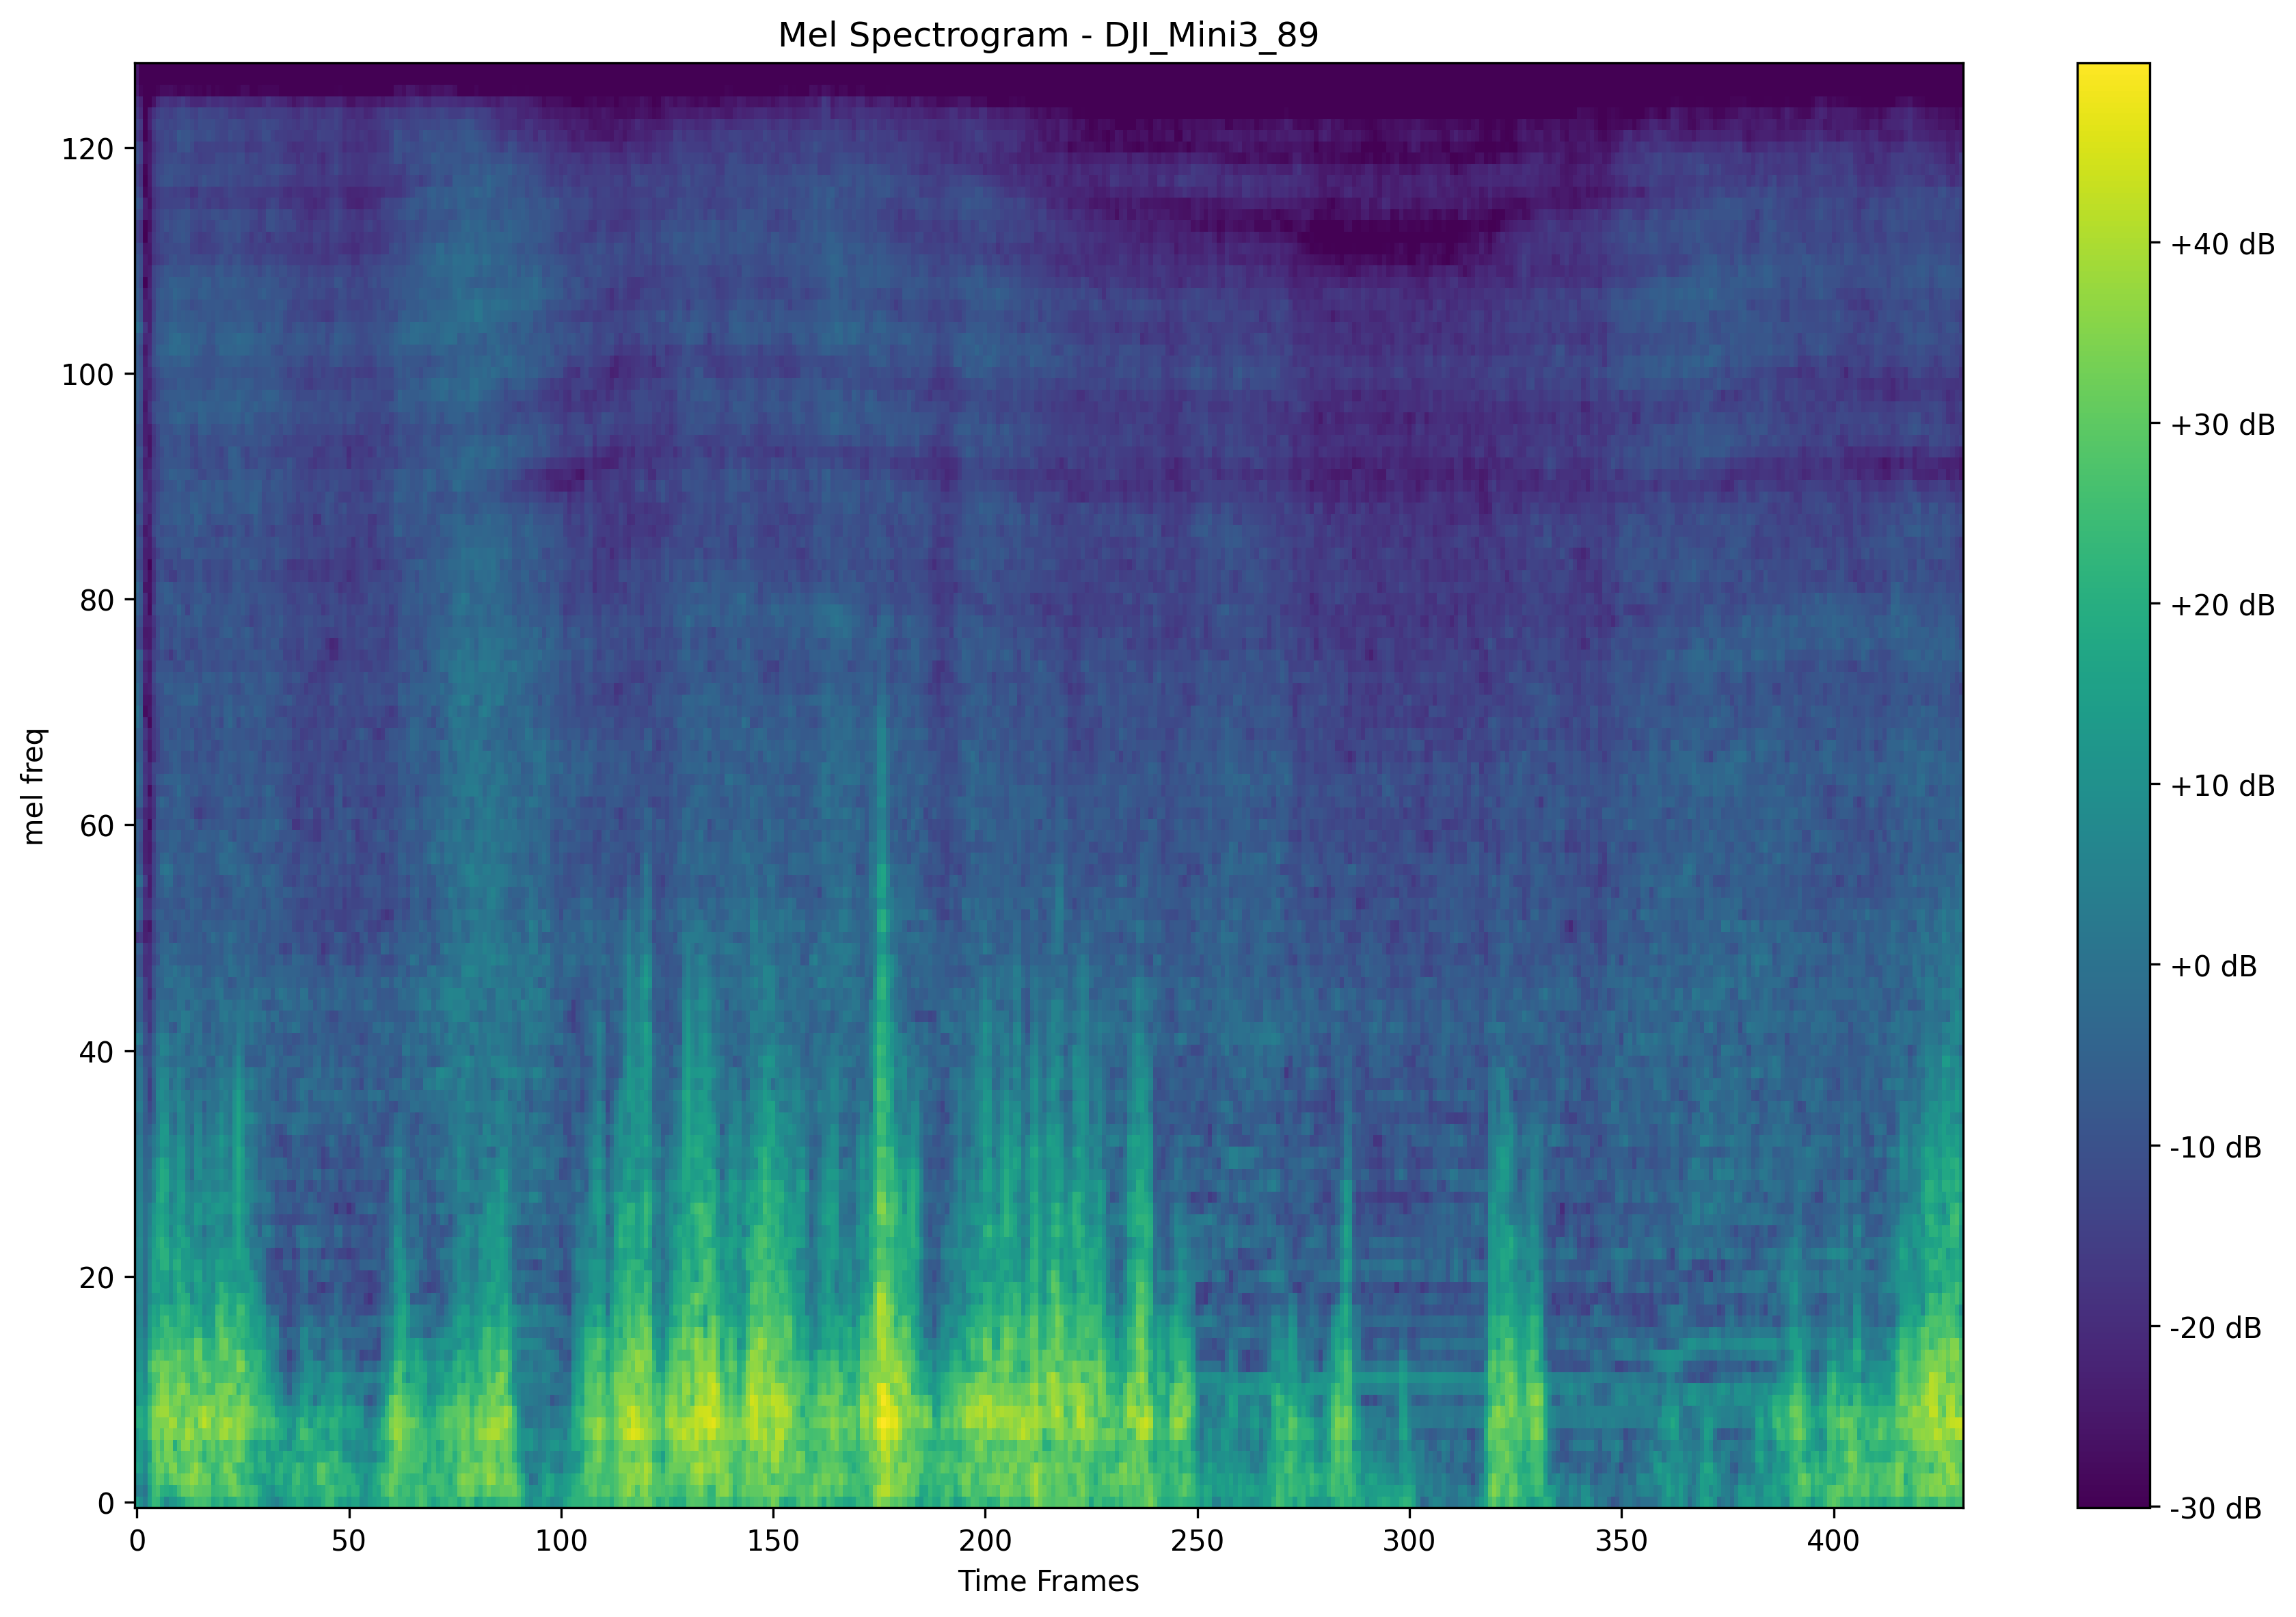 Mel Spectrogram - DJI_Mini3_89
mel freq
120
100
80
60
40
20
0
0 50 100 150 200 250 300 350 400
Time Frames
+40 dB
+30 dB
+20 dB
+10 dB
+0 dB
-10 dB
-20 dB
-30 dB